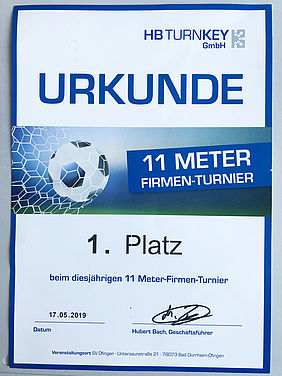 HB TURNKEY
GmbH
URKUNDE
11 METER
FIRMEN-TURNIER
1. Platz
beim diesjährigen 11 Meter-Firmen-Turnier
17.05.2019
Datum
Hubert Bach, Geschäftsführer
Veranstaltungsort SV Öfingen · Unterzaunstraße 21 · 78073 Bad Dürrheim-Öfingen